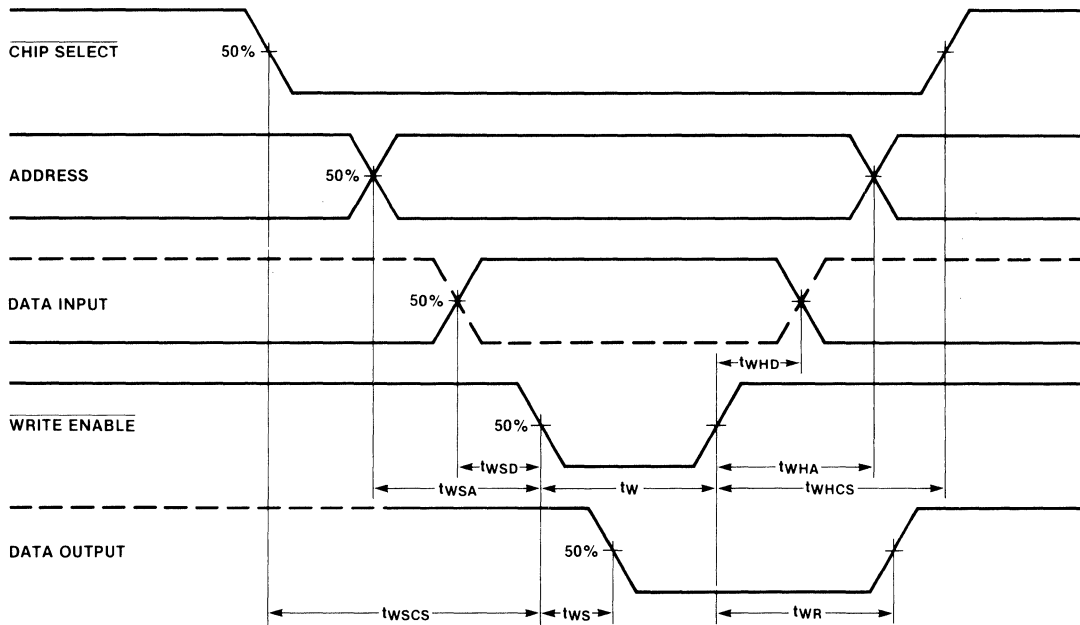 CHIP SELECT
50%
ADDRESS
50%
DATA INPUT
50%
tWHD
WRITE ENABLE
50%
tWSD
tWHA
tWSA
tW
tWHCS
DATA OUTPUT
50%
tWSCS
tWS
tWR